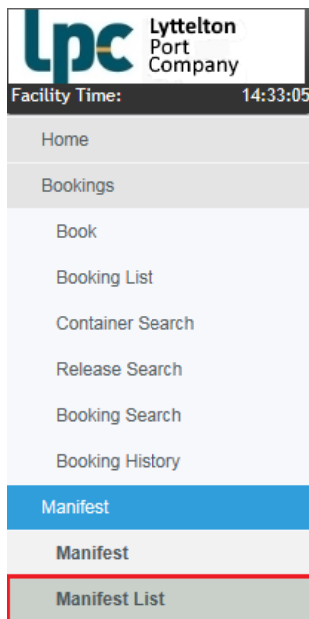 lpc Lyttelton
Port
Company
Facility Time: 14:33:05
Home
Bookings
Book
Booking List
Container Search
Release Search
Booking Search
Booking History
Manifest
Manifest
Manifest List